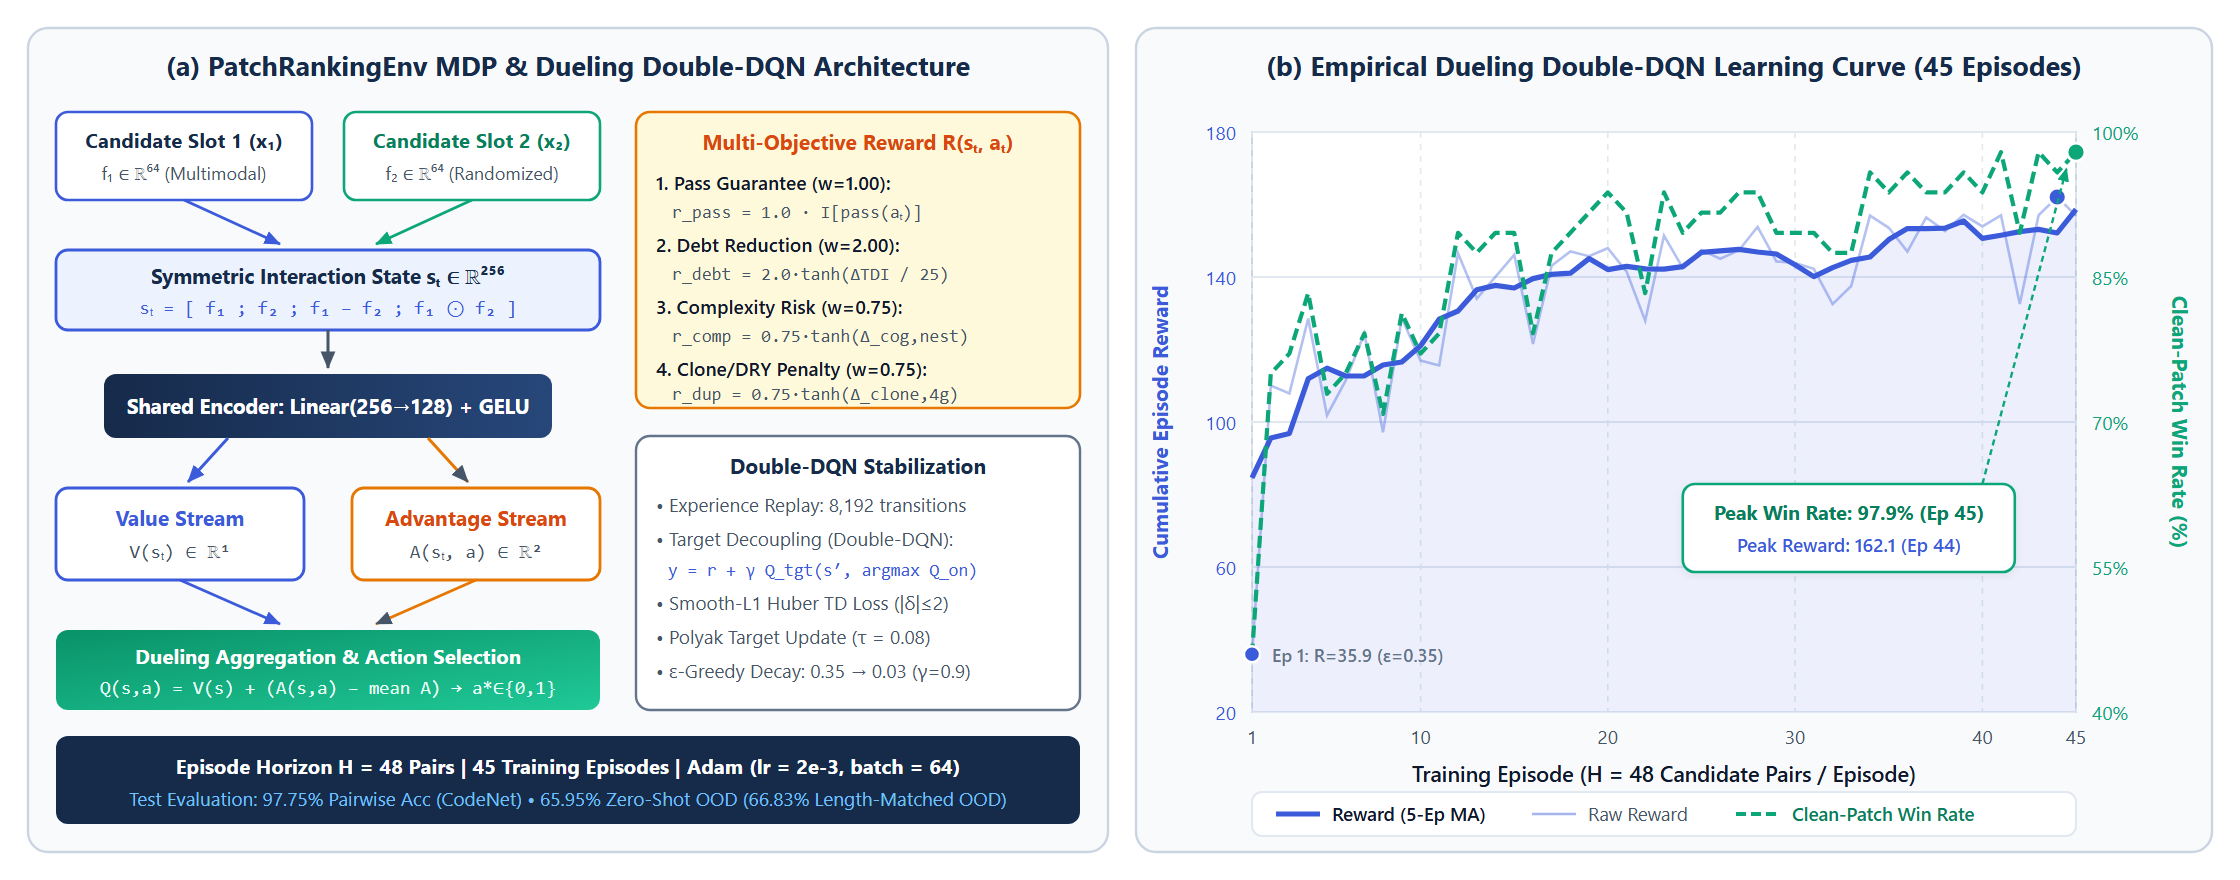 (a) PatchRankingEnv MDP & Dueling Double-DQN Architecture
Candidate Slot 1 (x₁)
f₁ ∈ ℝ⁶⁴ (Multimodal)
Candidate Slot 2 (x₂)
f₂ ∈ ℝ⁶⁴ (Randomized)
Symmetric Interaction State sₜ ∈ ℝ²⁵⁶
sₜ = [ f₁ ; f₂ ; f₁ − f₂ ; f₁ ⊙ f₂ ]
Shared Encoder: Linear(256→128) + GELU
Value Stream
V(sₜ) ∈ ℝ¹
Advantage Stream
A(sₜ, a) ∈ ℝ²
Dueling Aggregation & Action Selection
Q(s,a) = V(s) + (A(s,a) − mean A) → a*∈{0,1}
Multi-Objective Reward R(sₜ, aₜ)
1. Pass Guarantee (w=1.00):
r_pass = 1.0 · I[pass(aₜ)]
2. Debt Reduction (w=2.00):
r_debt = 2.0·tanh(ΔTDI / 25)
3. Complexity Risk (w=0.75):
r_comp = 0.75·tanh(Δ_cog,nest)
4. Clone/DRY Penalty (w=0.75):
r_dup = 0.75·tanh(Δ_clone,4g)
Double-DQN Stabilization
• Experience Replay: 8,192 transitions
• Target Decoupling (Double-DQN):
y = r + γ Q_tgt(s′, argmax Q_on)
• Smooth-L1 Huber TD Loss (|δ|≤2)
• Polyak Target Update (τ = 0.08)
• ε-Greedy Decay: 0.35 → 0.03 (γ=0.9)
Episode Horizon H = 48 Pairs | 45 Training Episodes | Adam (lr = 2e-3, batch = 64)
Test Evaluation: 97.75% Pairwise Acc (CodeNet) • 65.95% Zero-Shot OOD (66.83% Length-Matched OOD)
(b) Empirical Dueling Double-DQN Learning Curve (45 Episodes)
Cumulative Episode Reward
180
140
100
60
20
100%
85%
70%
55%
40%
Clean-Patch Win Rate (%)
Peak Win Rate: 97.9% (Ep 45)
Peak Reward: 162.1 (Ep 44)
Ep 1: R=35.9 (ε=0.35)
1
10
20
30
40
45
Training Episode (H = 48 Candidate Pairs / Episode)
Reward (5-Ep MA)
Raw Reward
Clean-Patch Win Rate